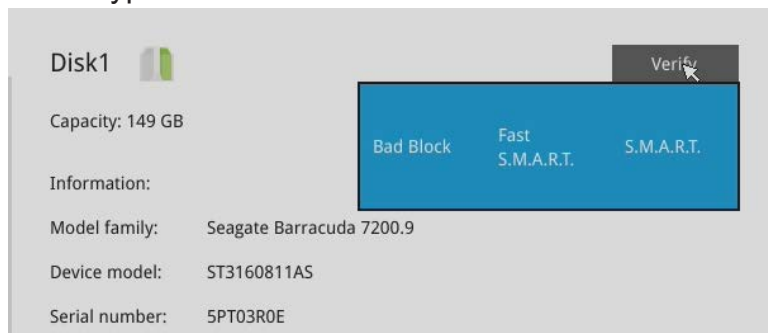 Disk1
Verify
Capacity: 149 GB
Bad Block
Fast
S.M.A.R.T.
S.M.A.R.T.
Information:
Model family: Seagate Barracuda 7200.9
Device model: ST3160811AS
Serial number: 5PT03R0E